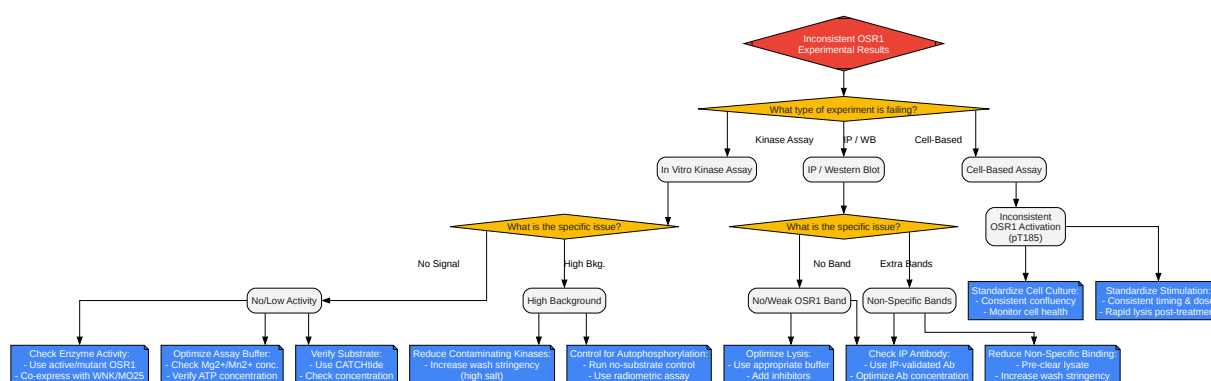 Inconsistent OSR1
Experimental Results
What type of experiment is failing?
Kinase Assay
IP / WB
Cell-Based
In Vitro Kinase Assay
IP / Western Blot
Cell-Based Assay
Inconsistent
OSR1 Activation
(pT185)
What is the specific issue?
What is the specific issue?
No Signal
High Bkg.
No Band
Extra Bands
Standardize Cell Culture:
- Consistent confluency
- Monitor cell health
Standardize Stimulation:
- Consistent timing & dose
- Rapid lysis post-treatment
No/Low Activity
High Background
No/Weak OSR1 Band
Non-Specific Bands
Check Enzyme Activity:
- Use active/mutant OSR1
- Co-express with WNK/MO25
Optimize Assay Buffer:
- Check Mg2+/Mn2+ conc.
- Verify ATP concentration
Verify Substrate:
- Use CATCHtide
- Check concentration
Reduce Contaminating Kinases:
- Increase wash stringency
(high salt)
Control for Autophosphorylation:
- Run no-substrate control
- Use radiometric assay
Optimize Lysis:
- Use appropriate buffer
- Add inhibitors
Check IP Antibody:
- Use IP-validated Ab
- Optimize Ab concentration
Reduce Non-Specific Binding:
- Pre-clear lysate
- Increase wash stringency